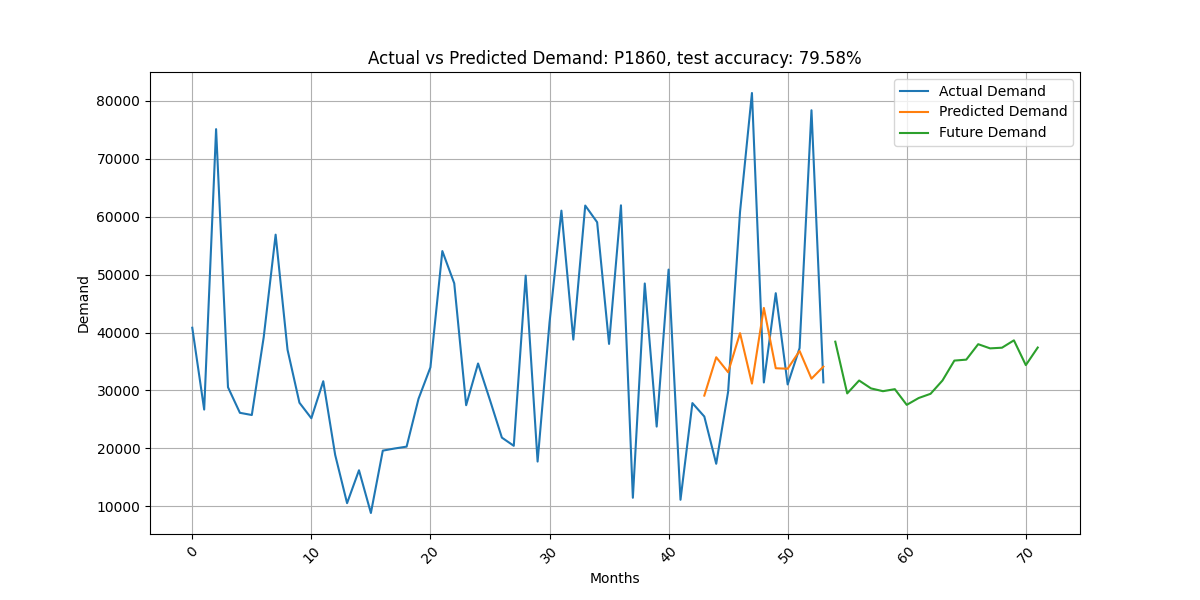 Actual vs Predicted Demand: P1860, test accuracy: 79.58%
Actual Demand
Predicted Demand
Future Demand
80000
70000
60000
50000
40000
30000
20000
10000
Demand
0 10 20 30 40 50 60 70
Months